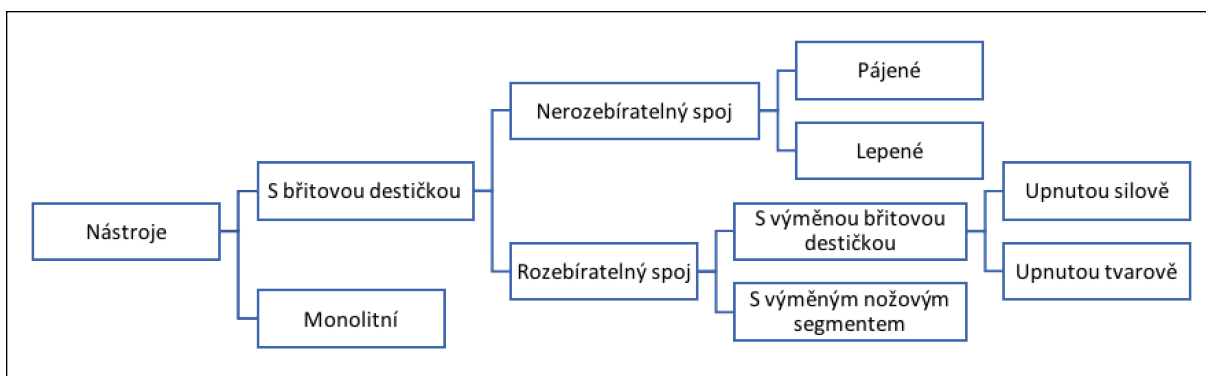 Nástroje
S břitovou destičkou
Monolitní
Nerozebíratelný spoj
Rozebíratelný spoj
Pájené
Lepené
S výměnou břitovou
destičkou
S výměným nožovým
segmentem
Upnutou silově
Upnutou tvarově